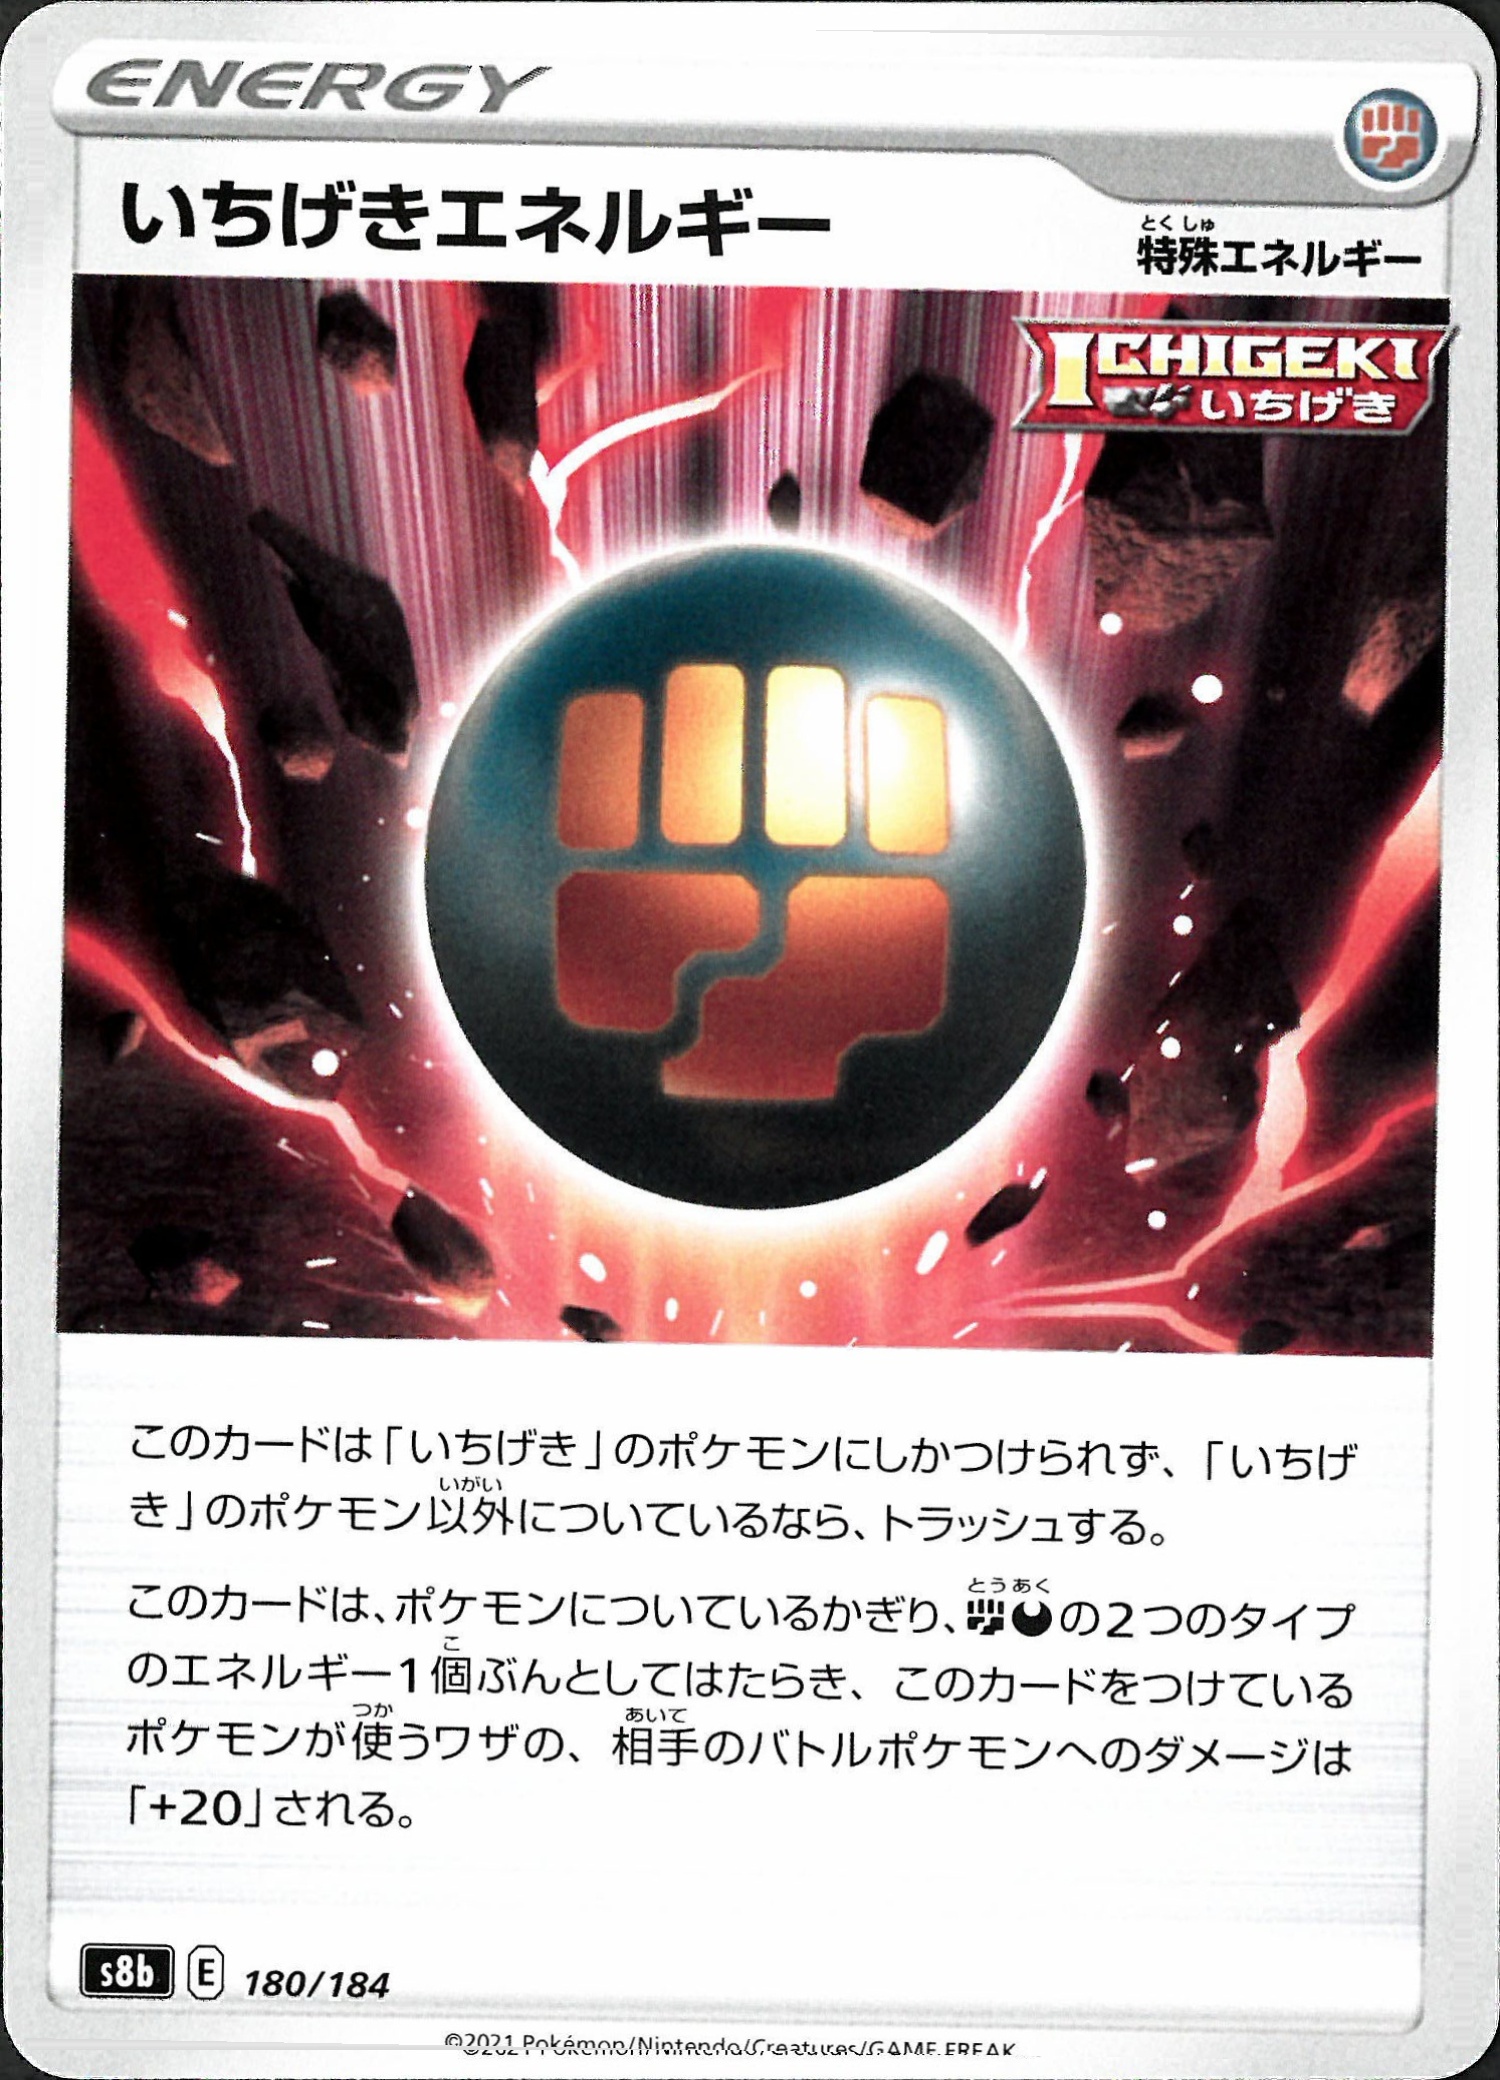 ENERGY
いちげきエネルギー
とくしゅ
特殊エネルギー
ICHIGEKI
いちげき
このカードは「いちげき」のポケモンにしかつけられず、「いちげ
いがい
き」のポケモン以外についているなら、トラッシュする。
とうあく
このカードは、ポケモンについているかぎり、の2つのタイプ
こ
のエネルギー1個ぶんとしてはたらき、このカードをつけている
つか あいて
ポケモンが使うワザの、相手のバトルポケモンへのダメージは
「+20」される。
s8b E 180/184
©2021 Pokémon/Nintendo/Creatures/GAME FREAK